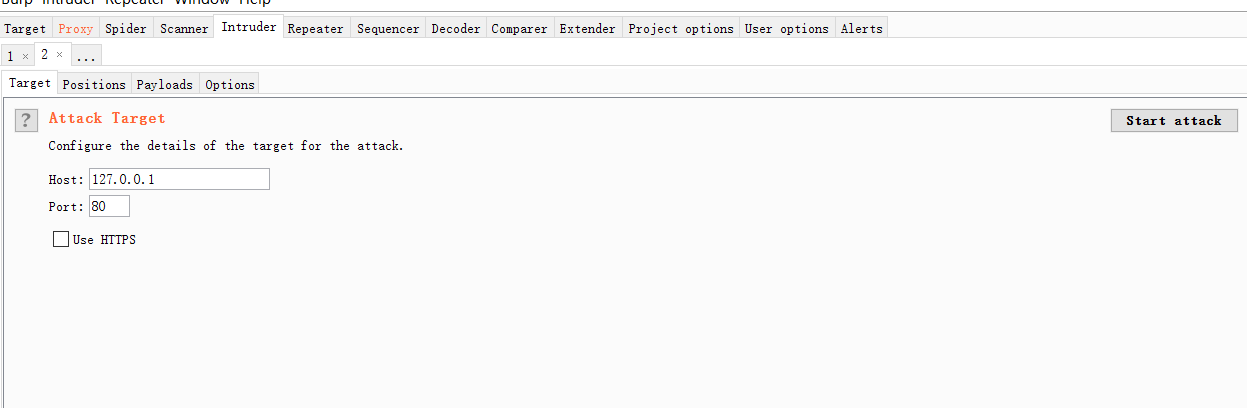 Burp Intruder Repeater Window Help
Target Proxy Spider Scanner Intruder Repeater Sequencer Decoder Comparer Extender Project options User options Alerts
1 × 2 × ...
Target Positions Payloads Options
? Attack Target Start attack
Configure the details of the target for the attack.
Host: 127.0.0.1
Port: 80
Use HTTPS